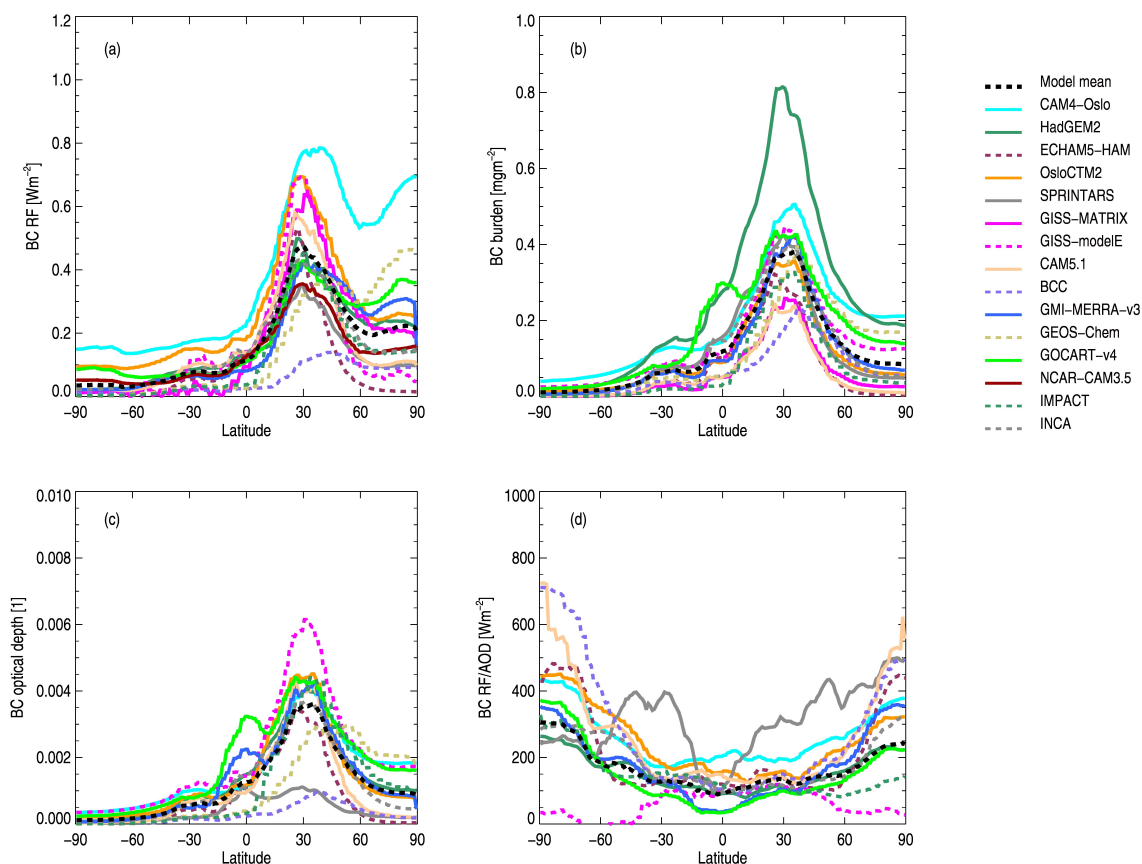 (a)
BC RF [Wm−2]
1.2
1.0
0.8
0.6
0.4
0.2
0.0
−90 −60 −30 0 30 60 90
Latitude
(b)
BC burden [mgm−2]
1.0
0.8
0.6
0.4
0.2
0.0
−90 −60 −30 0 30 60 90
Latitude
Model mean
CAM4−Oslo
HadGEM2
ECHAM5−HAM
OsloCTM2
SPRINTARS
GISS−MATRIX
GISS−modelE
CAM5.1
BCC
GMI−MERRA−v3
GEOS−Chem
GOCART−v4
NCAR−CAM3.5
IMPACT
INCA
(c)
BC optical depth [1]
0.010
0.008
0.006
0.004
0.002
0.000
−90 −60 −30 0 30 60 90
Latitude
(d)
BC RF/AOD [Wm−2]
1000
800
600
400
200
0
−90 −60 −30 0 30 60 90
Latitude